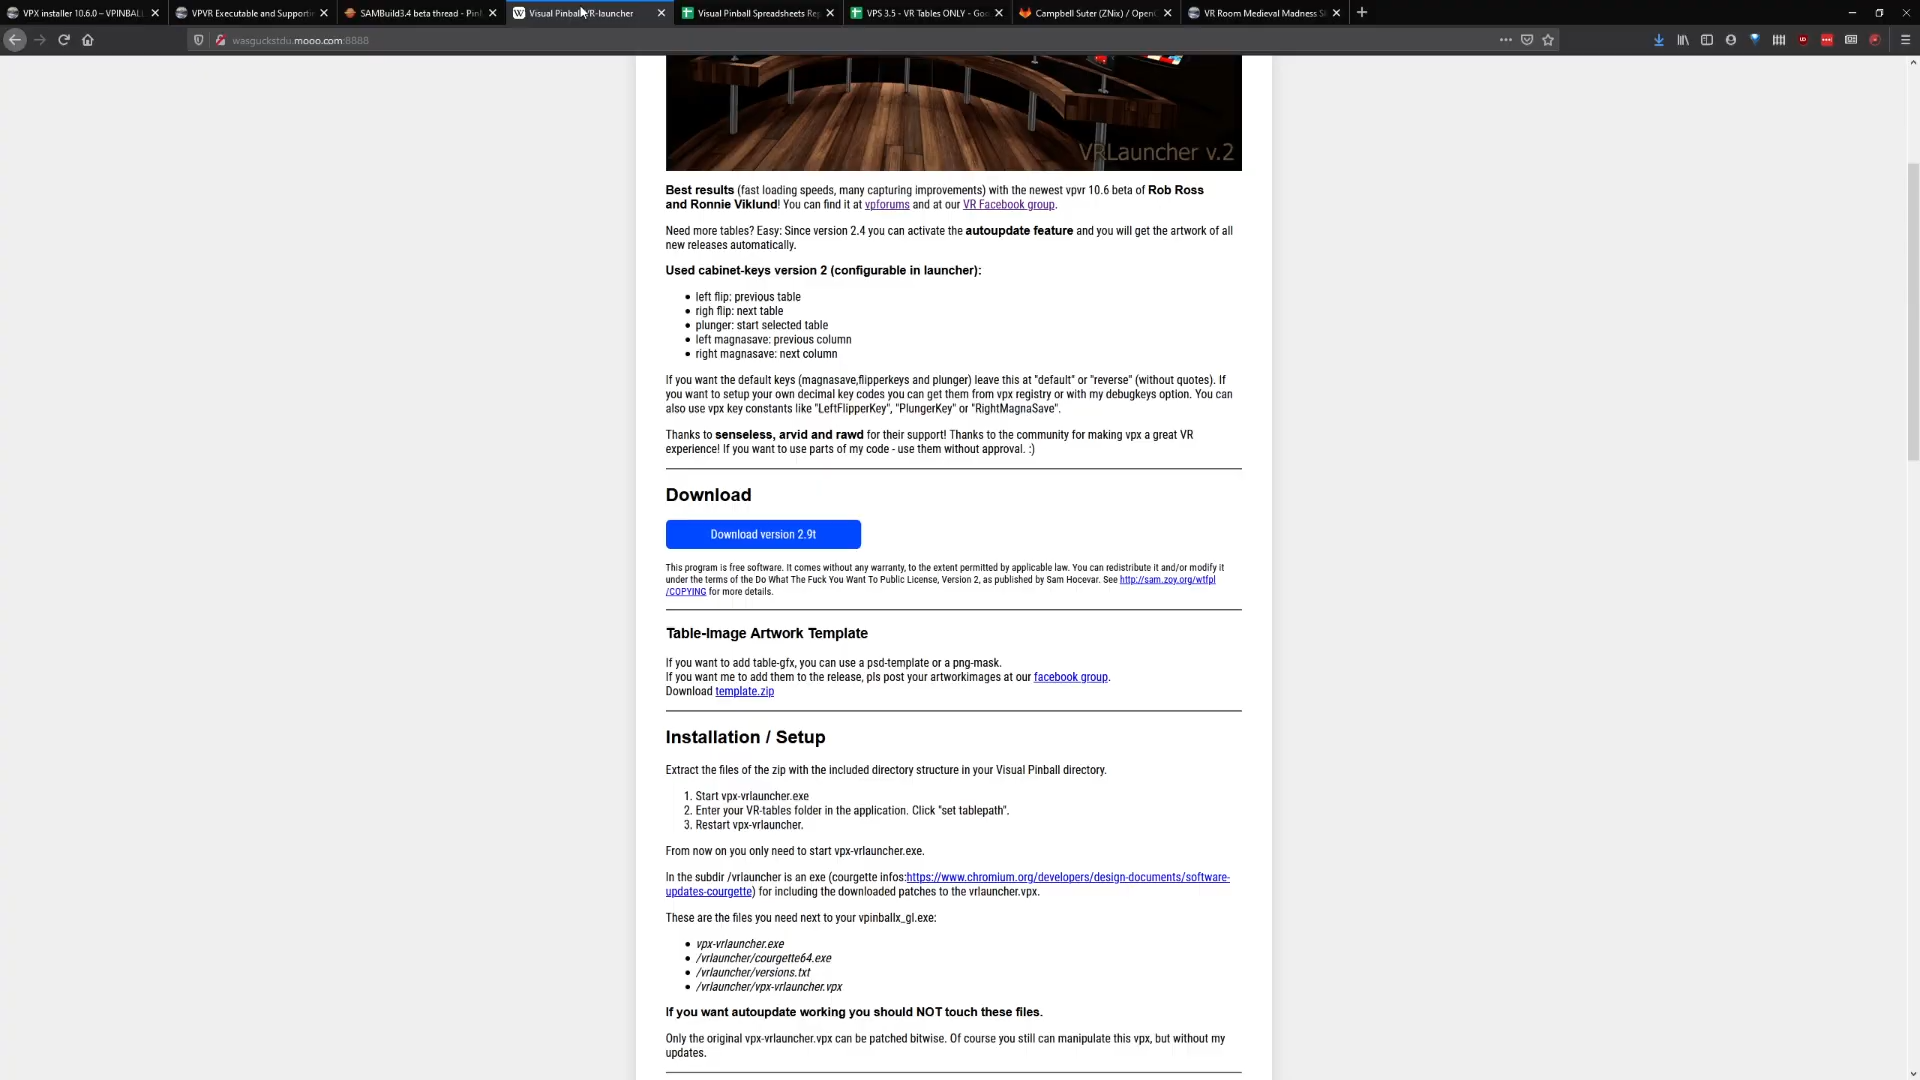 VPX installer 10.6.0 – VPINBALL
VPVR Executable and Supportin
SAMBuild3.4 beta thread - Pinl
Visual Pinball VR-launcher
Visual Pinball Spreadsheets Re
VPS 3.5 - VR Tables ONLY - Goo
Campbell Suter (ZNix) / OpenC
VR Room Medieval Madness S
wasguckstdu.mooo.com:8888
VRLauncher v.2
Best results (fast loading speeds, many capturing improvements) with the newest vpvr 10.6 beta of Rob Ross
and Ronnie Viklund! You can find it at vpforums and at our VR Facebook group.
Need more tables? Easy: Since version 2.4 you can activate the autoupdate feature and you will get the artwork of all
new releases automatically.
Used cabinet-keys version 2 (configurable in launcher):
• left flip: previous table
• righ flip: next table
• plunger: start selected table
• left magnasave: previous column
• right magnasave: next column
If you want the default keys (magnasave,flipperkeys and plunger) leave this at "default" or "reverse" (without quotes). If
you want to setup your own decimal key codes you can get them from vpx registry or with my debugkeys option. You can
also use vpx key constants like "LeftFlipperKey", "PlungerKey" or "RightMagnaSave".
Thanks to senseless, arvid and rawd for their support! Thanks to the community for making vpx a great VR
experience! If you want to use parts of my code - use them without approval. :)
Download
Download version 2.9t
This program is free software. It comes without any warranty, to the extent permitted by applicable law. You can redistribute it and/or modify it
under the terms of the Do What The Fuck You Want To Public License, Version 2, as published by Sam Hocevar. See http://sam.zoy.org/wtfpl
/COPYING for more details.
Table-Image Artwork Template
If you want to add table-gfx, you can use a psd-template or a png-mask.
If you want me to add them to the release, pls post your artworkimages at our facebook group.
Download template.zip
Installation / Setup
Extract the files of the zip with the included directory structure in your Visual Pinball directory.
1. Start vpx-vrlauncher.exe
2. Enter your VR-tables folder in the application. Click "set tablepath".
3. Restart vpx-vrlauncher.
From now on you only need to start vpx-vrlauncher.exe.
In the subdir /vrlauncher is an exe (courgette infos:https://www.chromium.org/developers/design-documents/software-
updates-courgette) for including the downloaded patches to the vrlauncher.vpx.
These are the files you need next to your vpinballx_gl.exe:
• vpx-vrlauncher.exe
• /vrlauncher/courgette64.exe
• /vrlauncher/versions.txt
• /vrlauncher/vpx-vrlauncher.vpx
If you want autoupdate working you should NOT touch these files.
Only the original vpx-vrlauncher.vpx can be patched bitwise. Of course you still can manipulate this vpx, but without my
updates.